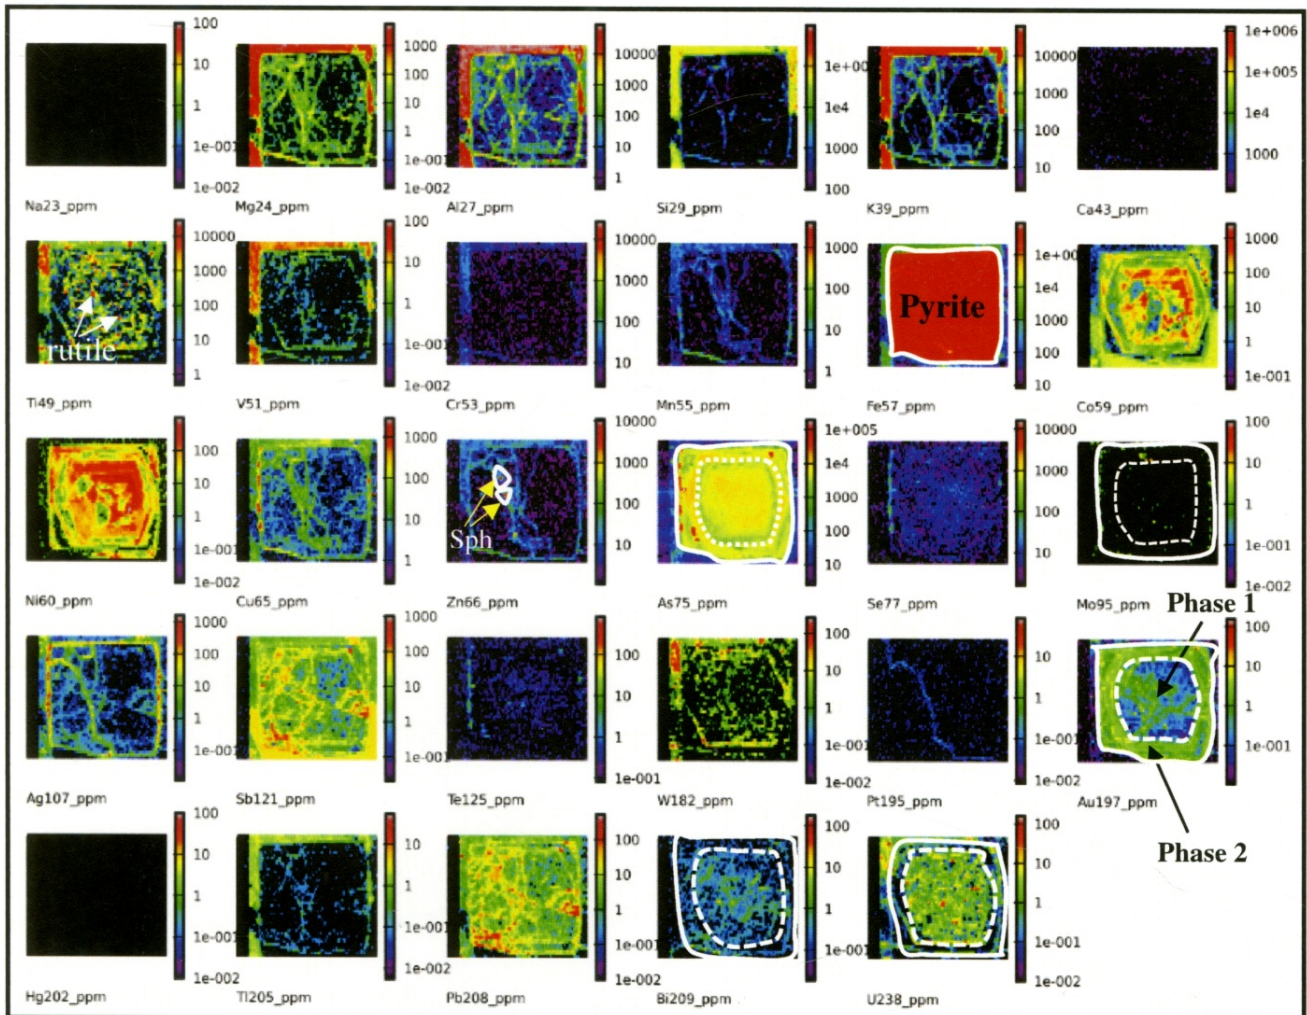 100
10
1
1e-001
1e-002
Na23_ppm
1000
100
10
1
1e-001
1e-002
Mg24_ppm
10000
1000
100
10
1
Al27_ppm
1e+00
1e4
1000
100
Si29_ppm
10000
1000
100
10
K39_ppm
1e+006
1e+005
1e4
1000
Ca43_ppm
rutile
10000
1000
100
10
1
Ti49_ppm
100
10
1
1e-001
1e-002
V51_ppm
10000
1000
100
10
Cr53_ppm
1000
100
10
1
Mn55_ppm
Pyrite
1e+00
1e4
1000
100
10
Fe57_ppm
1000
100
10
1
1e-001
Co59_ppm
100
10
1
1e-001
1e-002
Ni60_ppm
1000
100
10
1
Cu65_ppm
Sph
10000
1000
100
10
Zn66_ppm
1e+005
1e4
1000
100
10
As75_ppm
10000
1000
100
10
Se77_ppm
100
10
1
1e-001
1e-002
Mo95_ppm
Phase 1
1000
100
10
1
1e-001
Ag107_ppm
1000
100
10
1
1e-001
Sb121_ppm
100
10
1
1e-001
Te125_ppm
100
10
1
1e-001
1e-002
W182_ppm
10
1
1e-001
1e-002
Pt195_ppm
100
10
1
1e-001
Au197_ppm
Phase 2
100
10
1
1e-001
1e-002
Hg202_ppm
10
1
1e-001
1e-002
Tl205_ppm
100
10
1
1e-001
1e-002
Pb208_ppm
100
10
1
1e-001
Bi209_ppm
100
10
1
1e-001
1e-002
U238_ppm